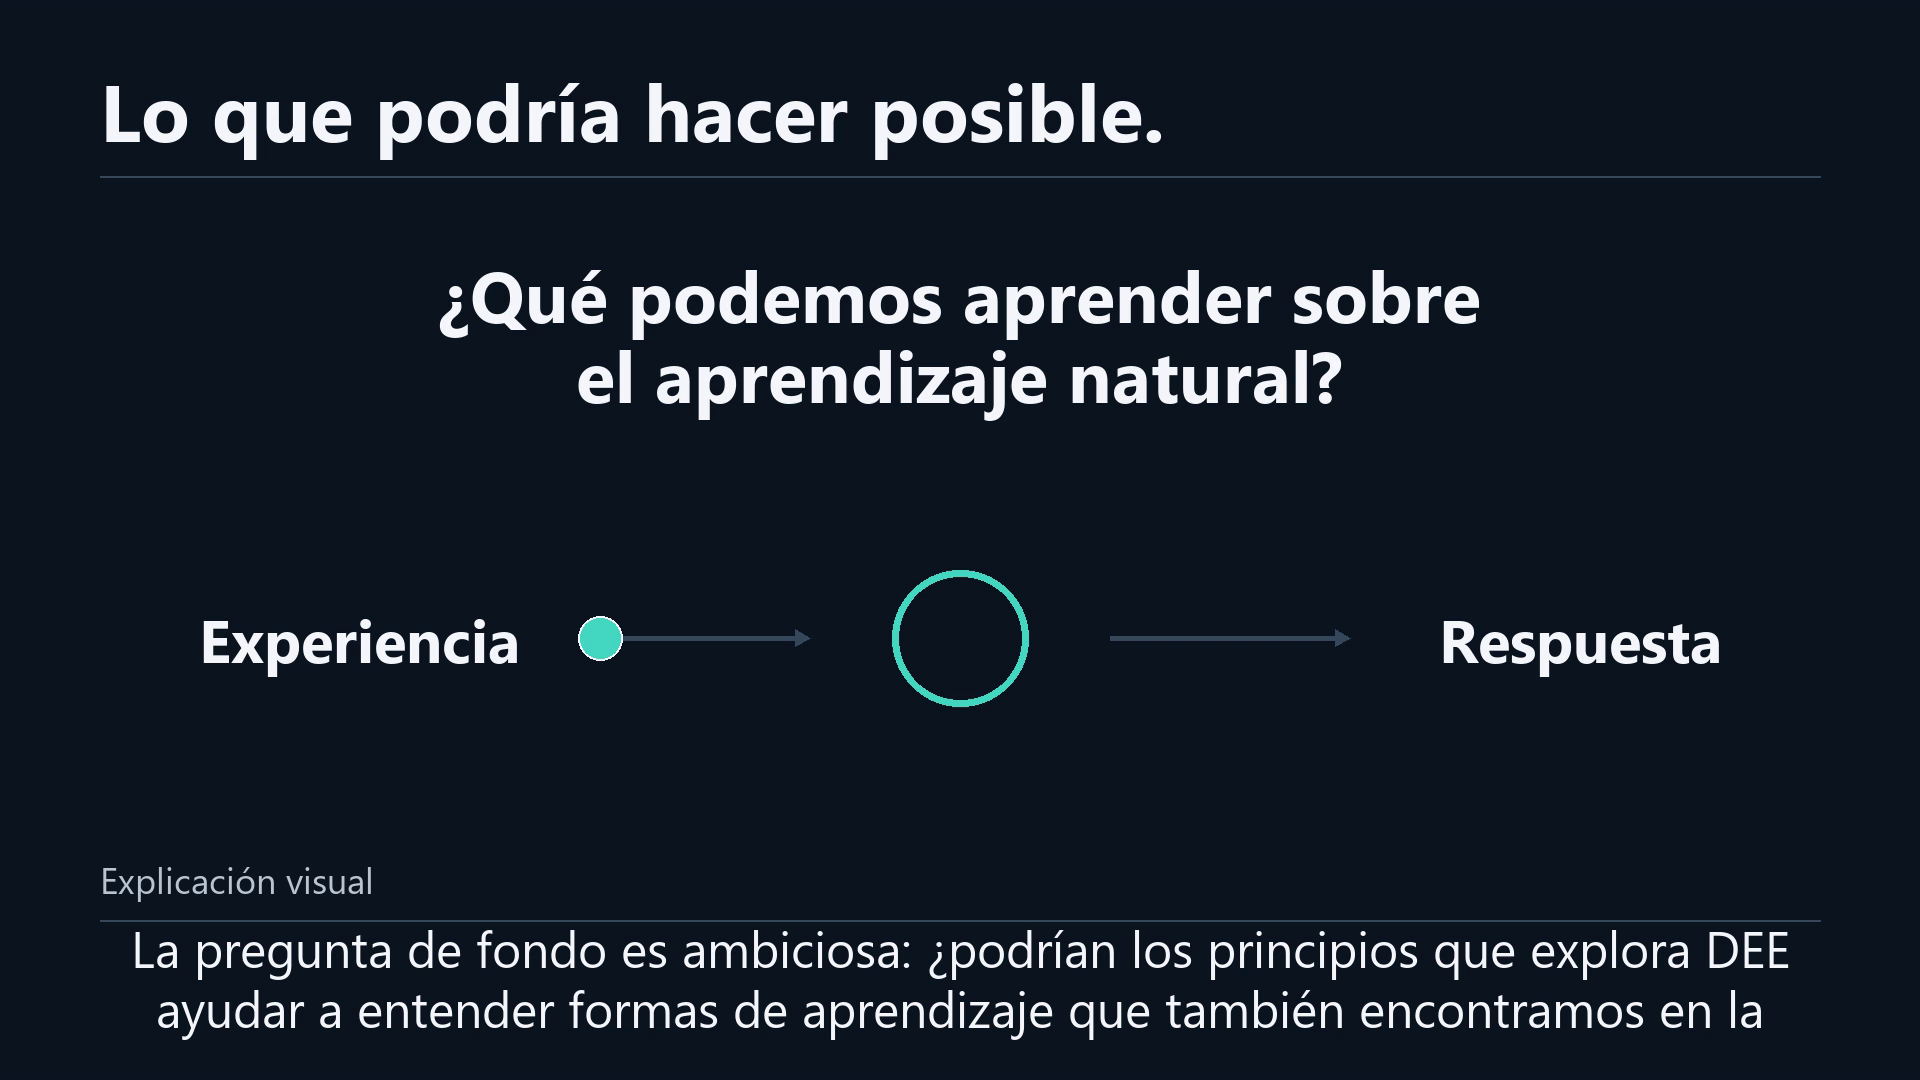 Lo que podría hacer posible.
¿Qué podemos aprender sobre
el aprendizaje natural?
Experiencia
Respuesta
Explicación visual
La pregunta de fondo es ambiciosa: ¿podrían los principios que explora DEE
ayudar a entender formas de aprendizaje que también encontramos en la